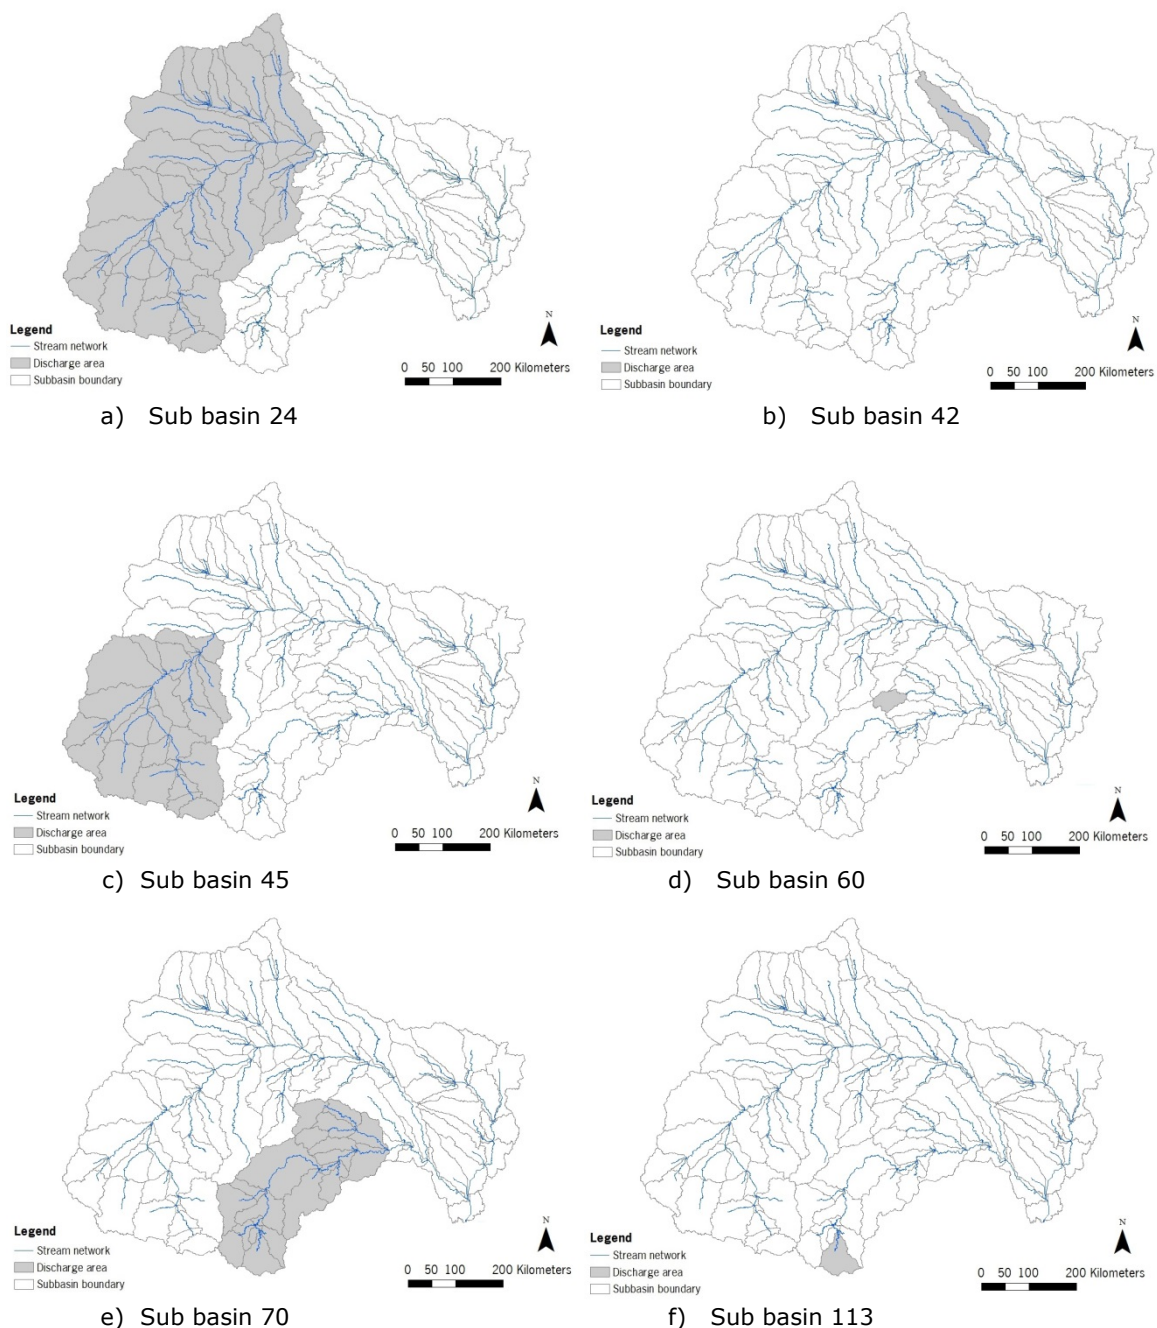 N
Legend
Stream network
Discharge area
Subbasin boundary
0 50 100 200 Kilometers
a) Sub basin 24
N
Legend
Stream network
Discharge area
Subbasin boundary
0 50 100 200 Kilometers
b) Sub basin 42
N
Legend
Stream network
Discharge area
Subbasin boundary
0 50 100 200 Kilometers
c) Sub basin 45
N
Legend
Stream network
Discharge area
Subbasin boundary
0 50 100 200 Kilometers
d) Sub basin 60
N
Legend
Stream network
Discharge area
Subbasin boundary
0 50 100 200 Kilometers
e) Sub basin 70
N
Legend
Stream network
Discharge area
Subbasin boundary
0 50 100 200 Kilometers
f) Sub basin 113